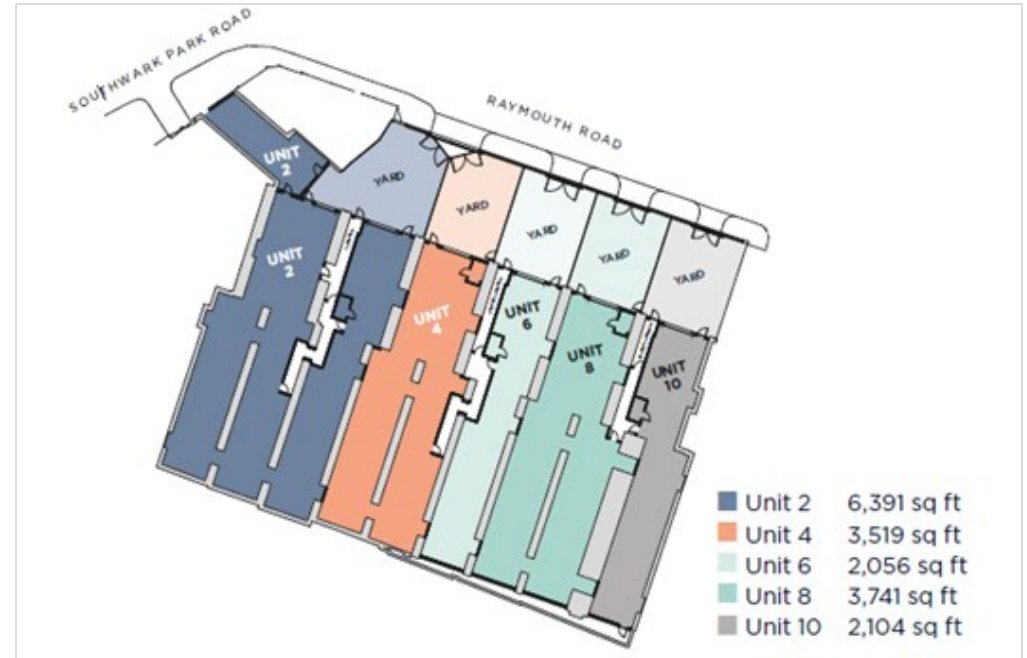 SOUTHWARK PARK ROAD
RAYMOUTH ROAD
UNIT
2
YARD
YARD
YARD
YARD
YARD
UNIT
2
UNIT
4
UNIT
6
UNIT
8
UNIT
10
Unit 2 6,391 sq ft
Unit 4 3,519 sq ft
Unit 6 2,056 sq ft
Unit 8 3,741 sq ft
Unit 10 2,104 sq ft